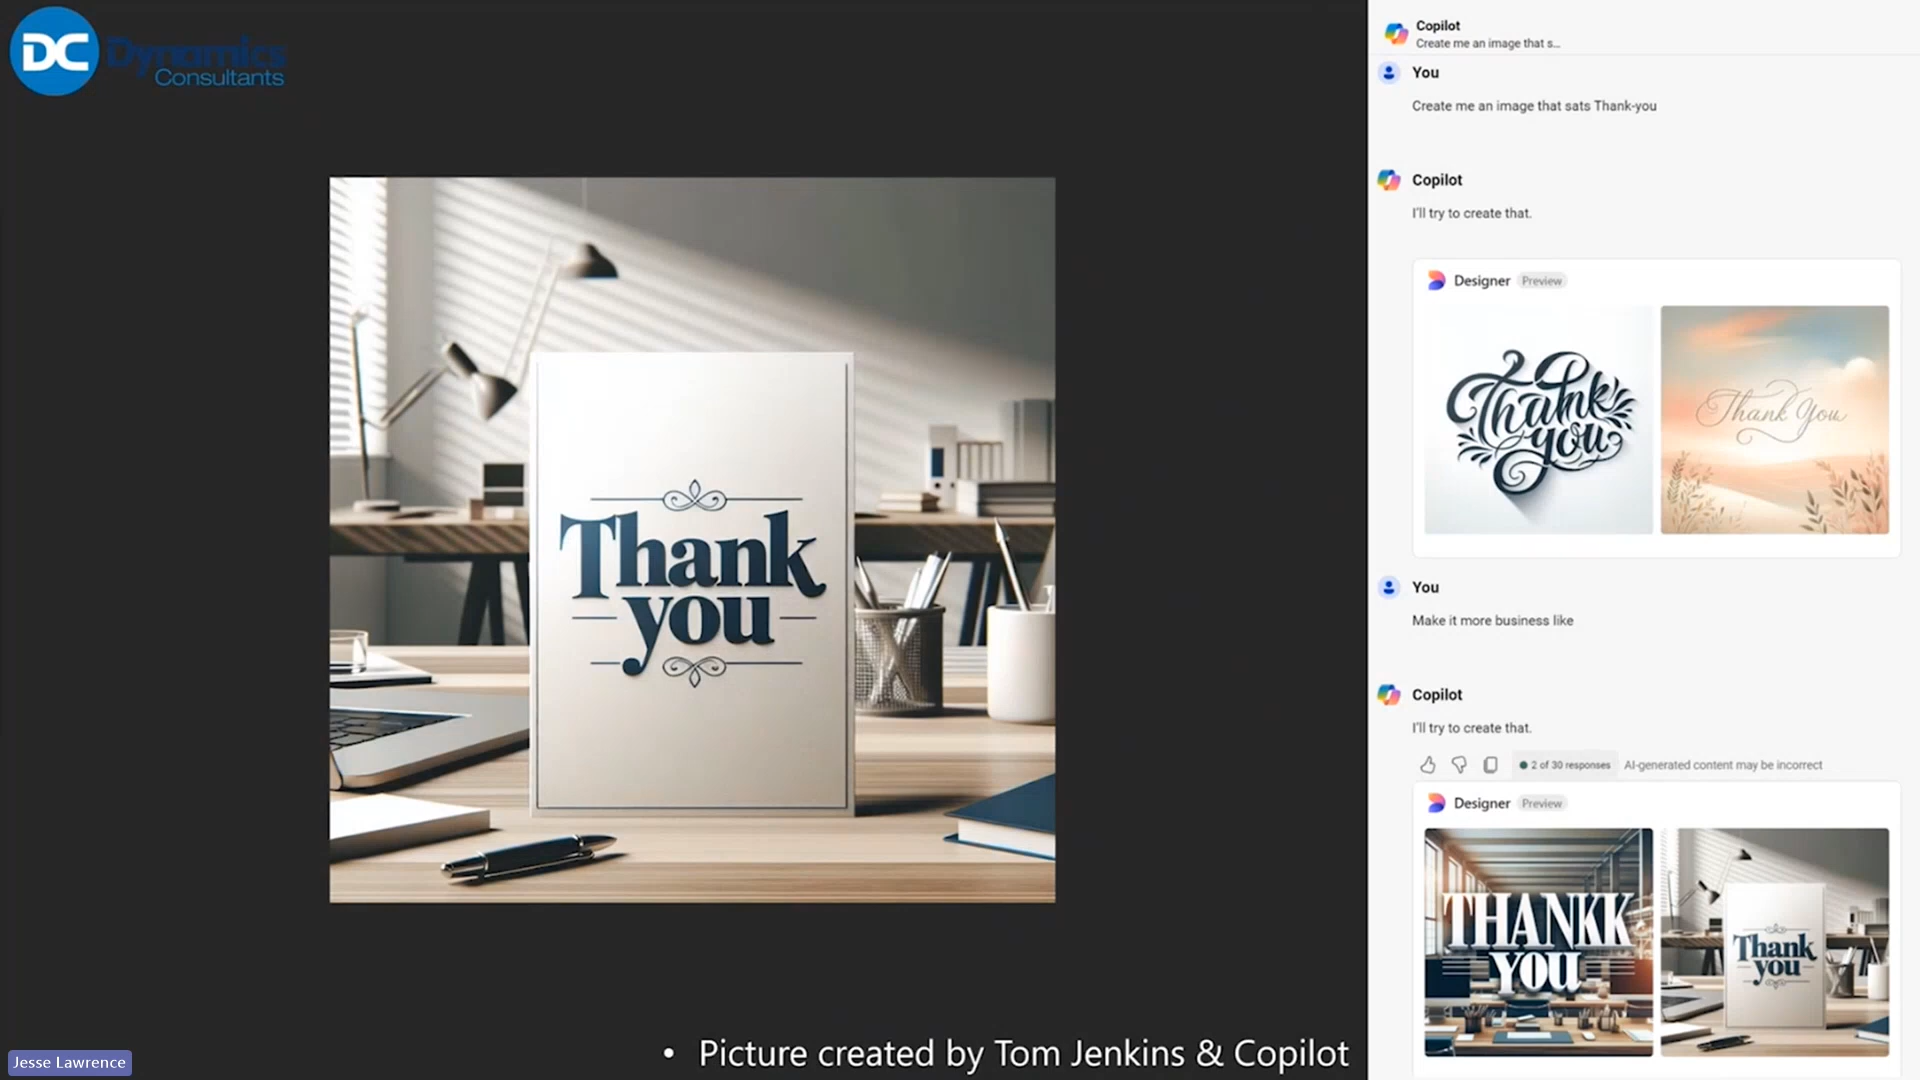 DC Dynamics
Consultants
Thank
you
Picture created by Tom Jenkins & Copilot
Jesse Lawrence
Copilot
Create me an image that s...
You
Create me an image that sats Thank-you
Copilot
I'll try to create that.
Designer Preview
Thamk
you
Thank You
You
Make it more business like
Copilot
I'll try to create that.
2 of 30 responses AI-generated content may be incorrect
Designer Preview
THANKK
YOU
Thank
you